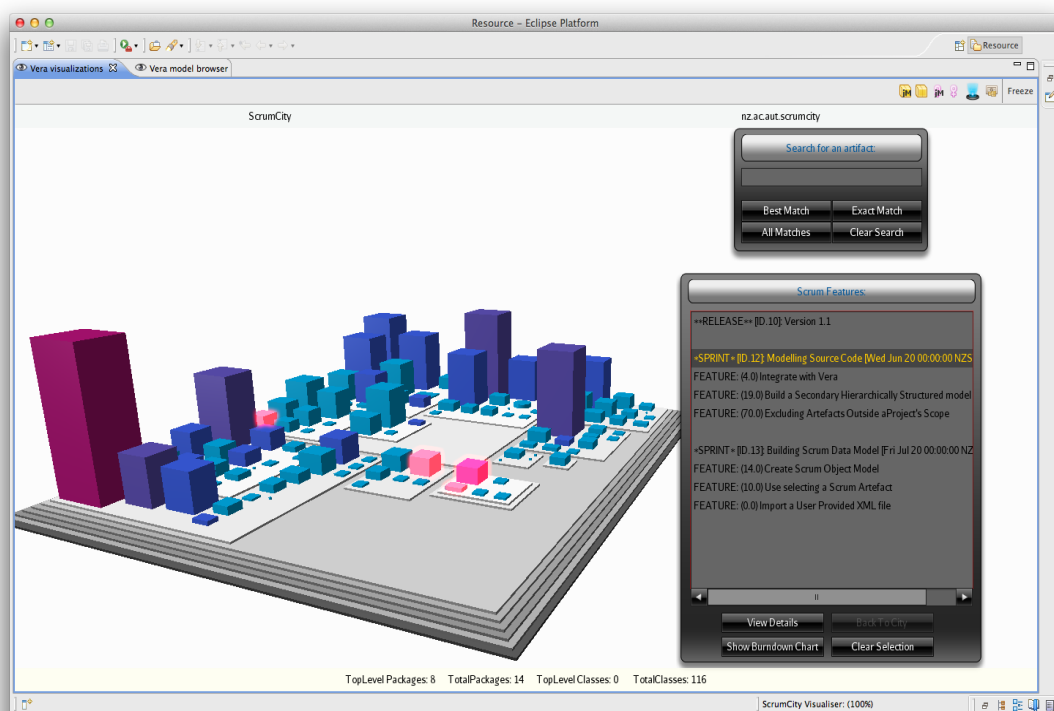 Resource – Eclipse Platform
Resource
Vera visualizations
Vera model browser
Freeze
ScrumCity
nz.ac.aut.scrumcity
Search for an artifact:
Best Match
Exact Match
All Matches
Clear Search
Scrum Features:
**RELEASE** [ID.10]: Version 1.1
*SPRINT* [ID.12]: Modelling Source Code [Wed Jun 20 00:00:00 NZS
FEATURE: (4.0) Integrate with Vera
FEATURE: (19.0) Build a Secondary Hierarchically Structured model
FEATURE: (70.0) Excluding Artefacts Outside aProject's Scope
*SPRINT* [ID.13]: Building Scrum Data Model [Fri Jul 20 00:00:00 NZ
FEATURE: (14.0) Create Scrum Object Model
FEATURE: (10.0) Use selecting a Scrum Artefact
FEATURE: (0.0) Import a User Provided XML file
View Details
Back To City
Show Burndown Chart
Clear Selection
TopLevel Packages: 8 TotalPackages: 14 TopLevel Classes: 0 TotalClasses: 116
ScrumCity Visualiser: (100%)